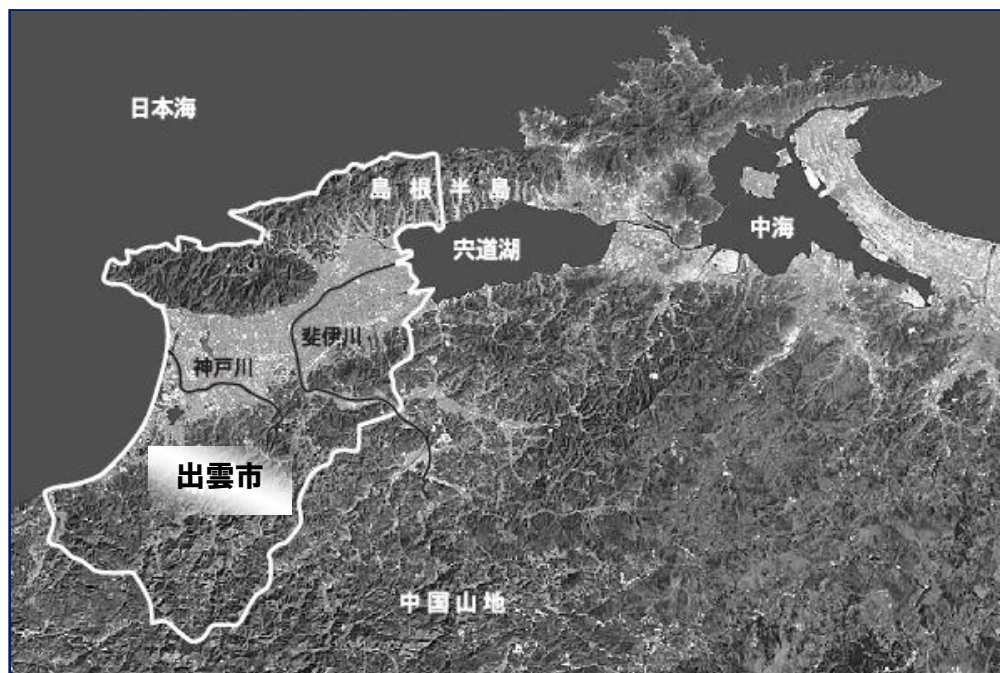 日本海
島根半島
宍道湖
中海
斐伊川
神戸川
出雲市
中国山地